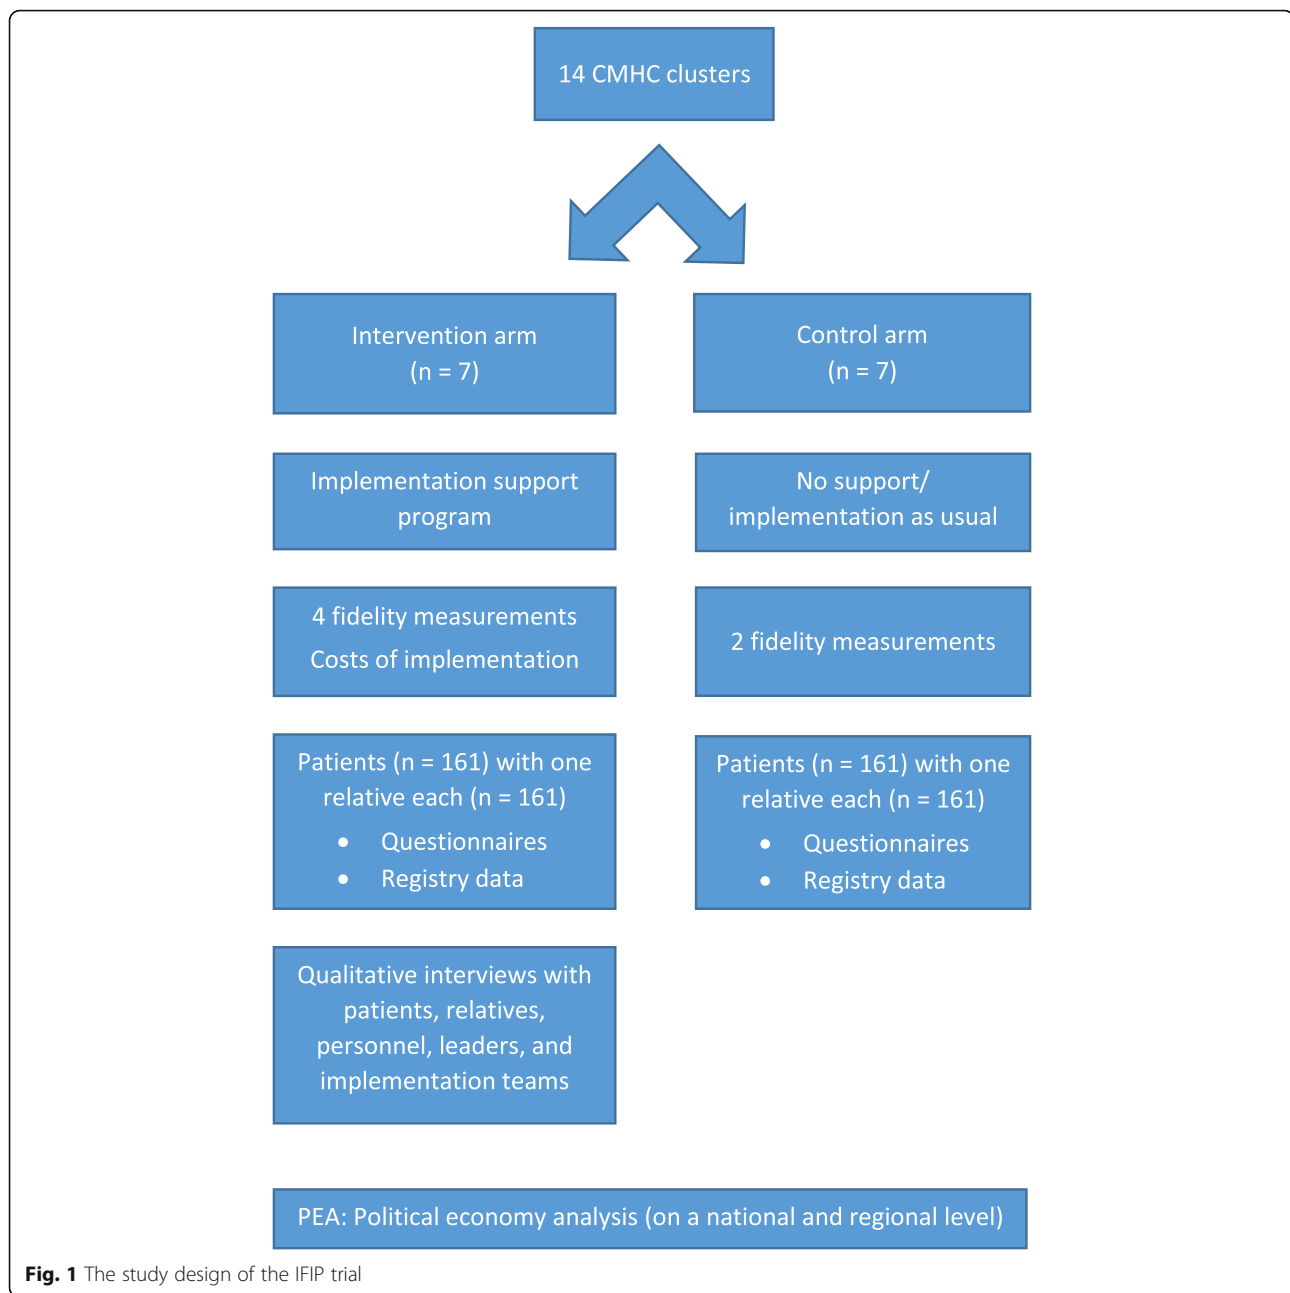 14 CMHC clusters
Intervention arm
(n = 7)
Control arm
(n = 7)
Implementation support
program
No support/
implementation as usual
4 fidelity measurements
Costs of implementation
2 fidelity measurements
Patients (n = 161) with one
relative each (n = 161)
• Questionnaires
• Registry data
Patients (n = 161) with one
relative each (n = 161)
• Questionnaires
• Registry data
Qualitative interviews with
patients, relatives,
personnel, leaders, and
implementation teams
PEA: Political economy analysis (on a national and regional level)
Fig. 1 The study design of the IFIP trial